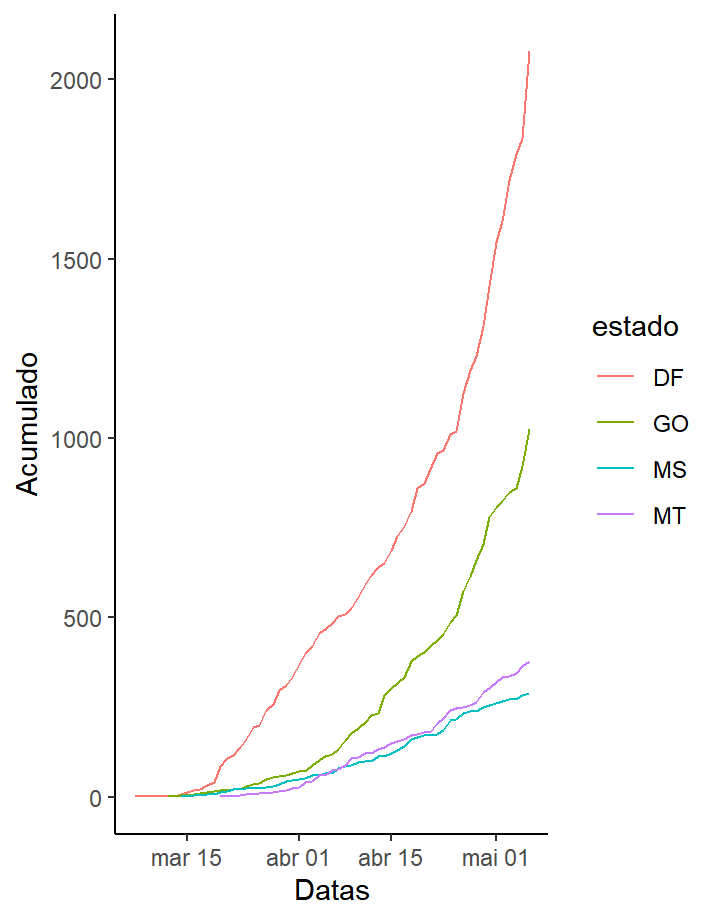 2000
1500
1000
500
0
Acumulado
mar 15
abr 01
abr 15
mai 01
Datas
estado
DF
GO
MS
MT